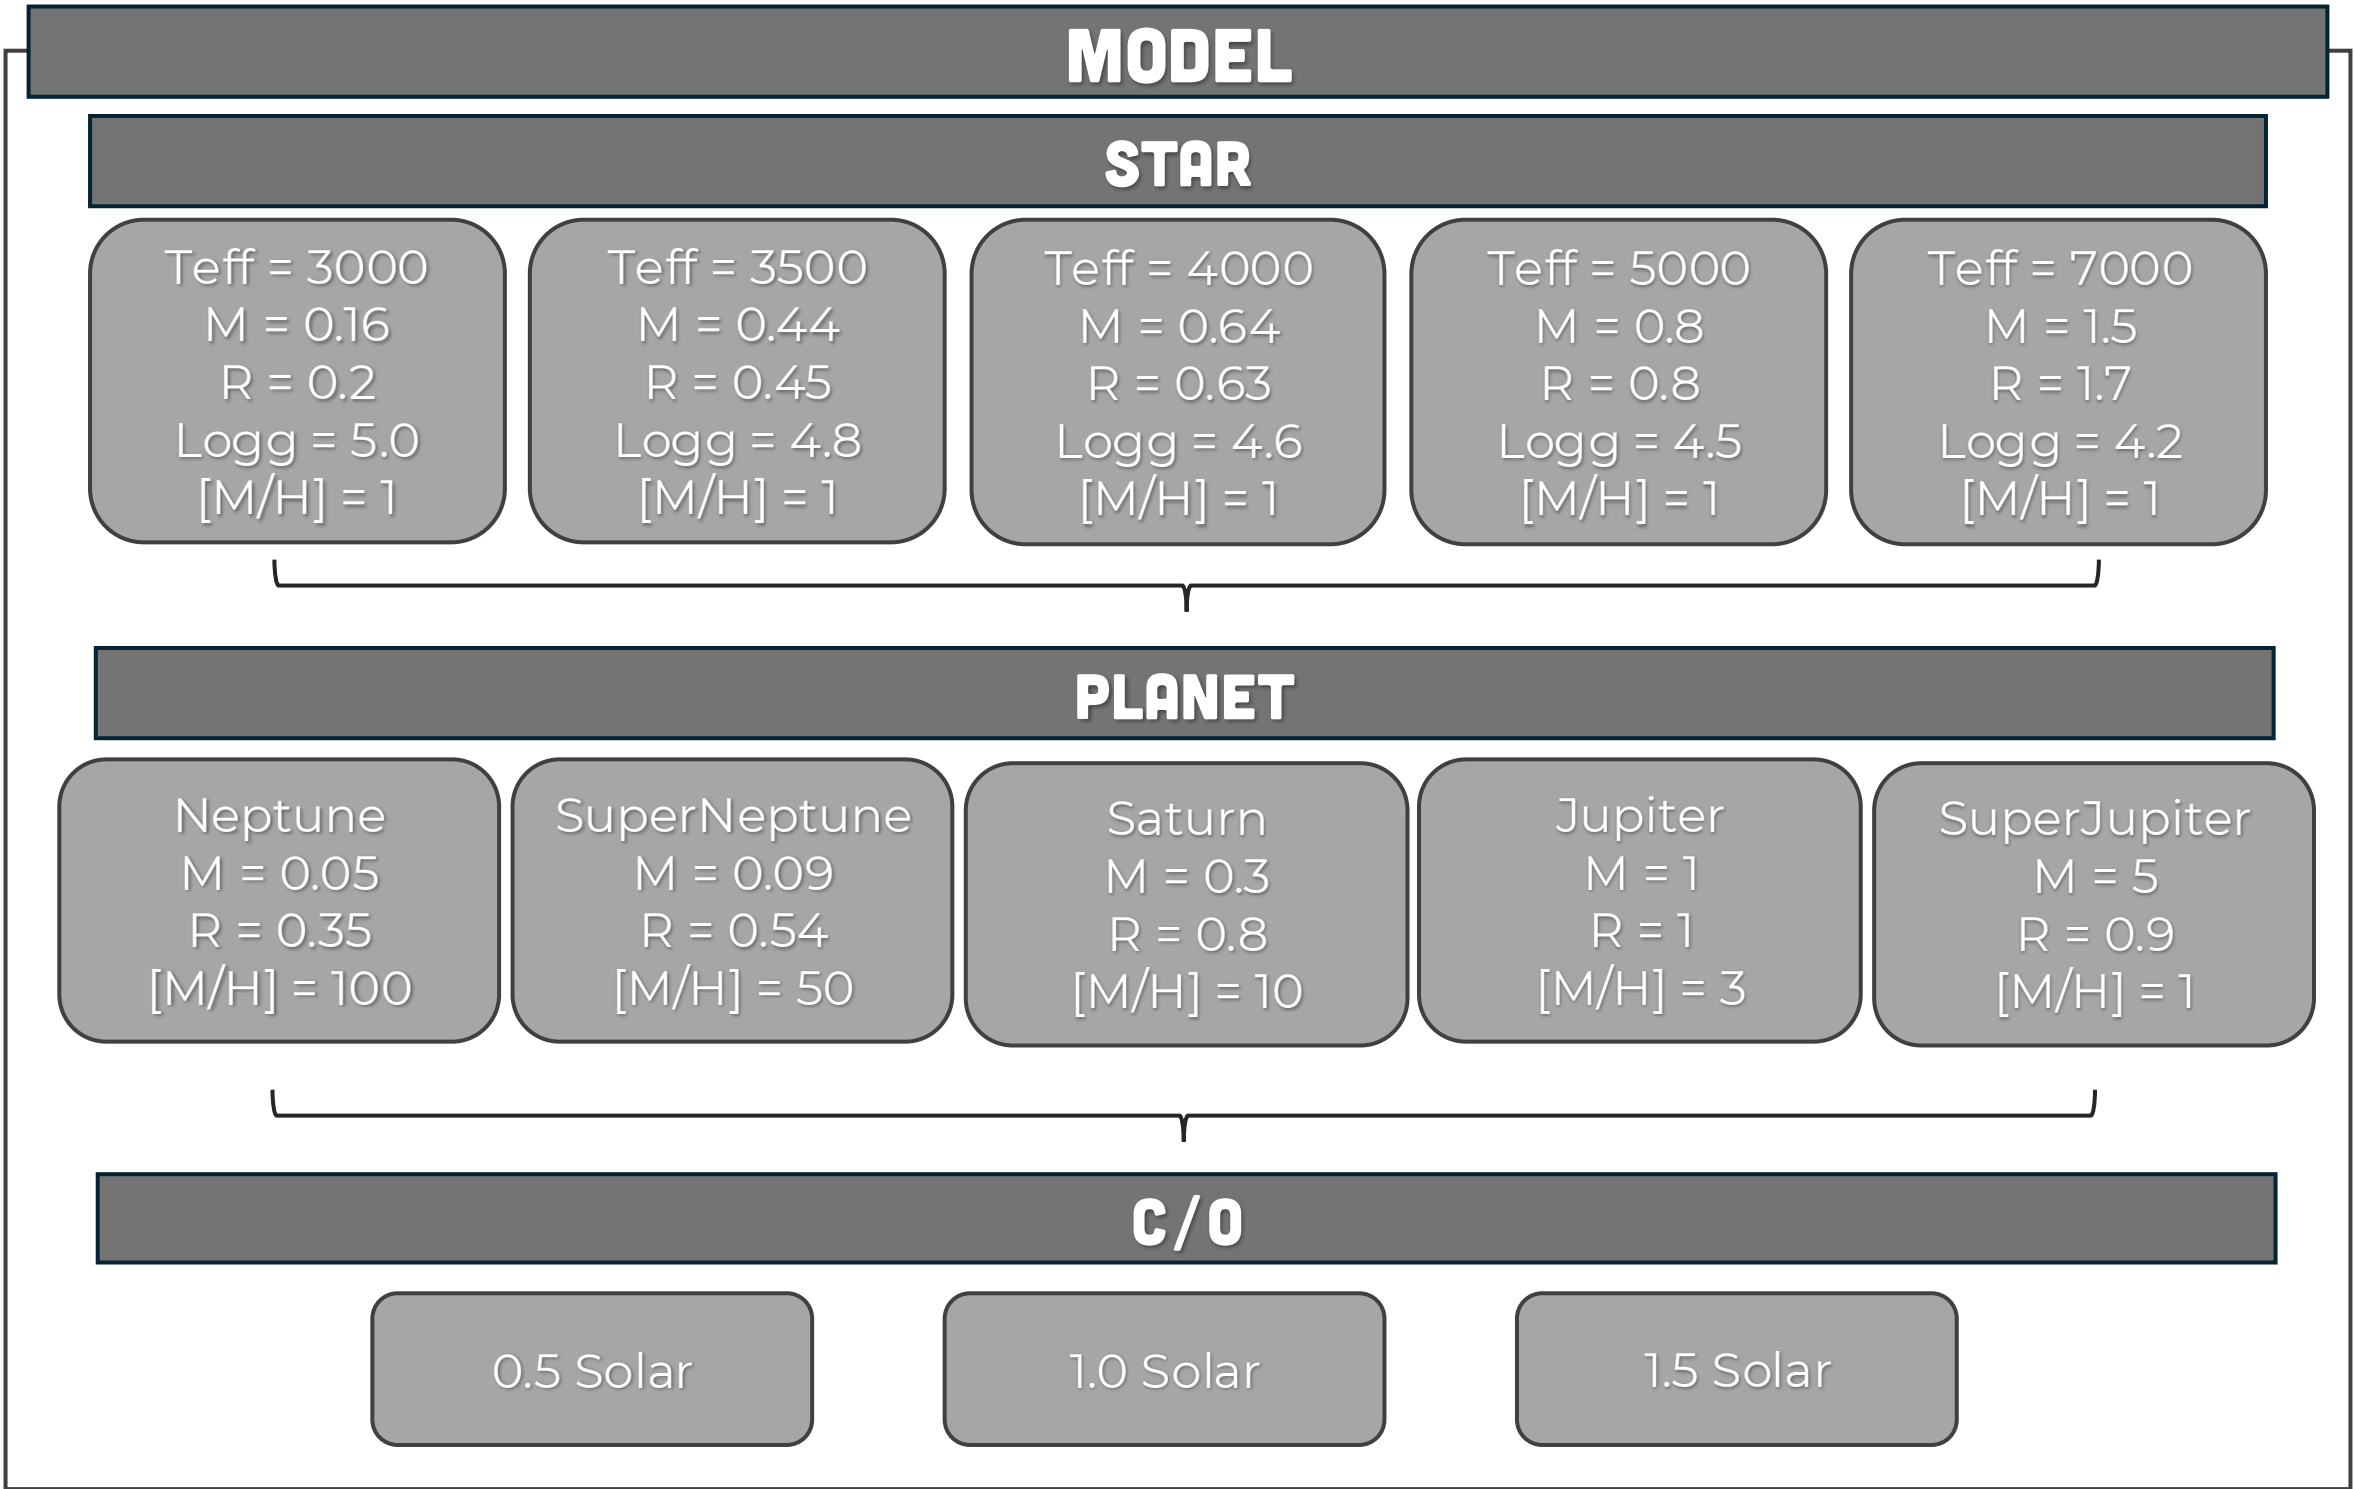 MODEL
STAR
Teff = 3000
M = 0.16
R = 0.2
Logg = 5.0
[M/H] = 1
Teff = 3500
M = 0.44
R = 0.45
Logg = 4.8
[M/H] = 1
Teff = 4000
M = 0.64
R = 0.63
Logg = 4.6
[M/H] = 1
Teff = 5000
M = 0.8
R = 0.8
Logg = 4.5
[M/H] = 1
Teff = 7000
M = 1.5
R = 1.7
Logg = 4.2
[M/H] = 1
PLANET
Neptune
M = 0.05
R = 0.35
[M/H] = 100
SuperNeptune
M = 0.09
R = 0.54
[M/H] = 50
Saturn
M = 0.3
R = 0.8
[M/H] = 10
Jupiter
M = 1
R = 1
[M/H] = 3
SuperJupiter
M = 5
R = 0.9
[M/H] = 1
C/O
0.5 Solar
1.0 Solar
1.5 Solar